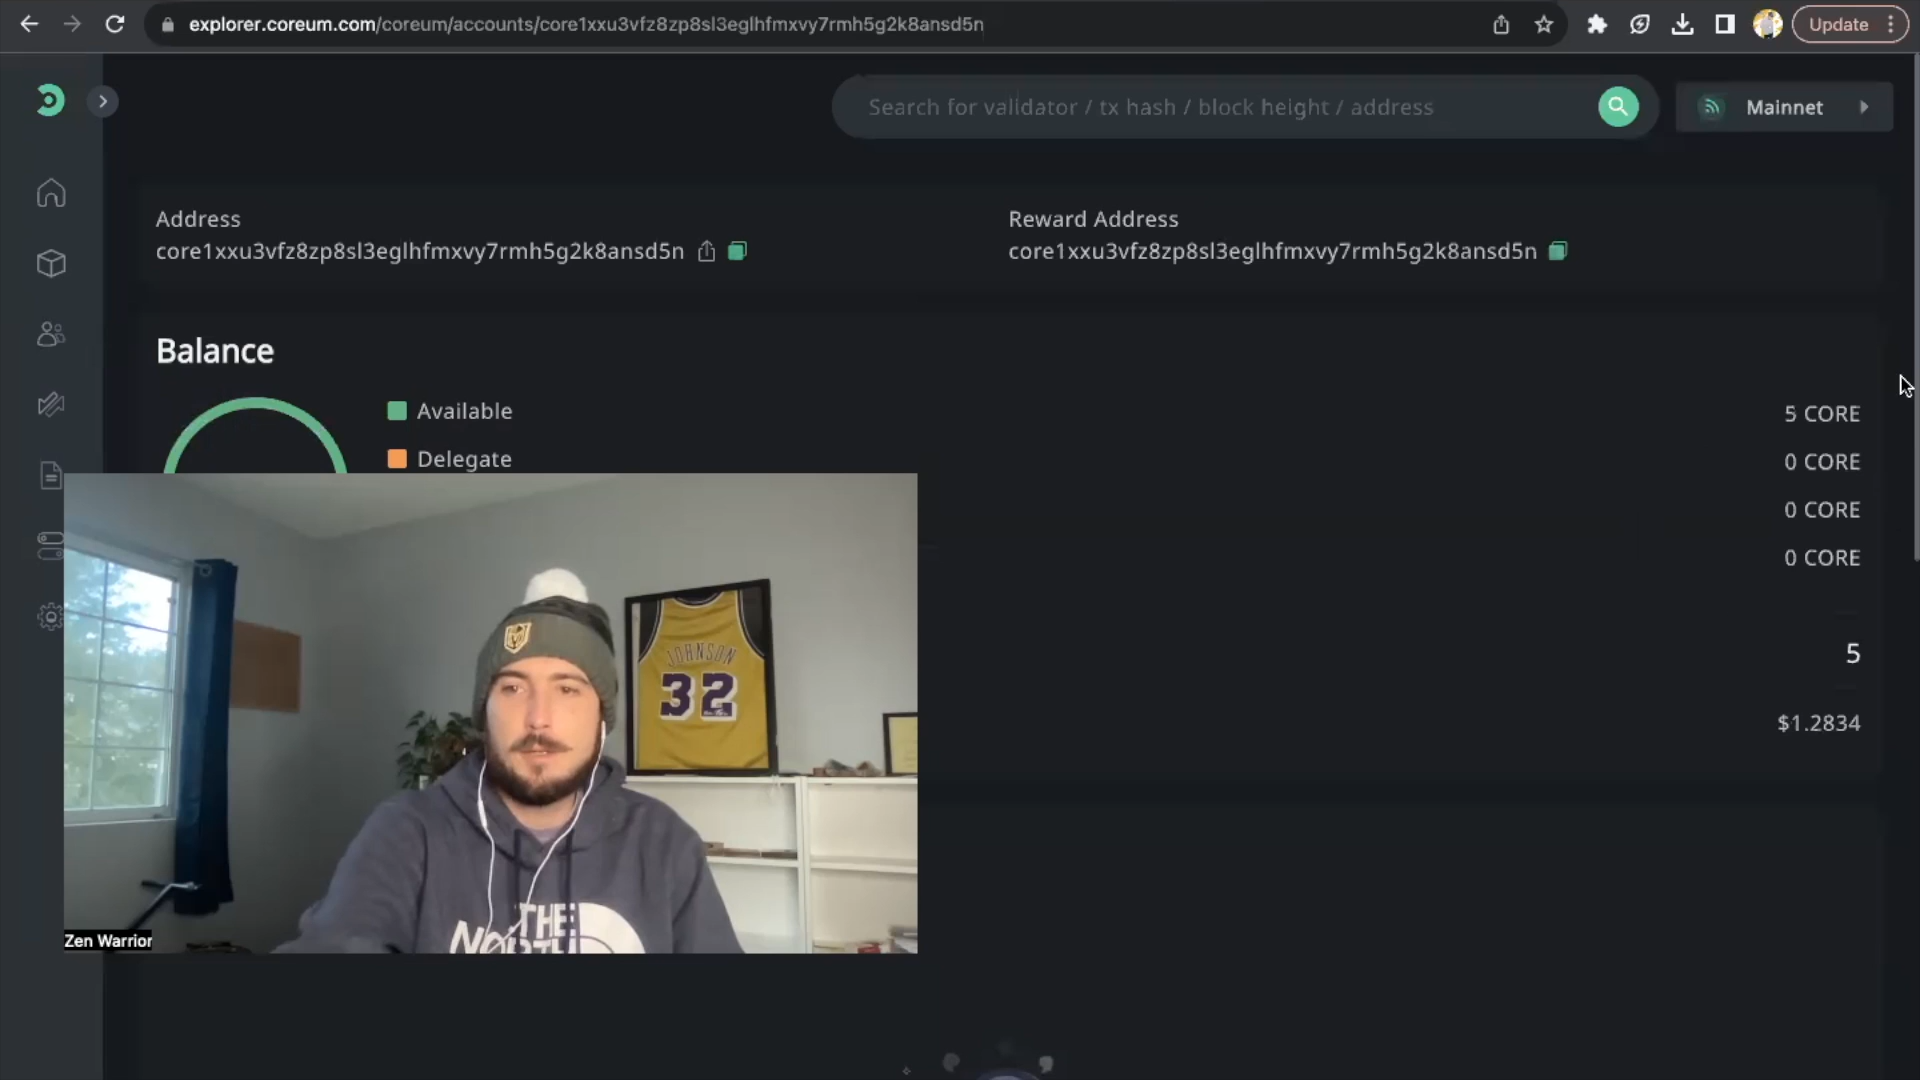 explorer.coreum.com/coreum/accounts/core1xxu3vfz8zp8sl3eglhfmxvy7rmh5g2k8ansd5n
Update
Search for validator / tx hash / block height / address
Mainnet
Address
Reward Address
core1xxu3vfz8zp8sl3eglhfmxvy7rmh5g2k8ansd5n
core1xxu3vfz8zp8sl3eglhfmxvy7rmh5g2k8ansd5n
Balance
Available
5 CORE
Delegate
0 CORE
0 CORE
0 CORE
5
$1.2834
JOHNSON
32
THE
NORTH
Zen Warrior